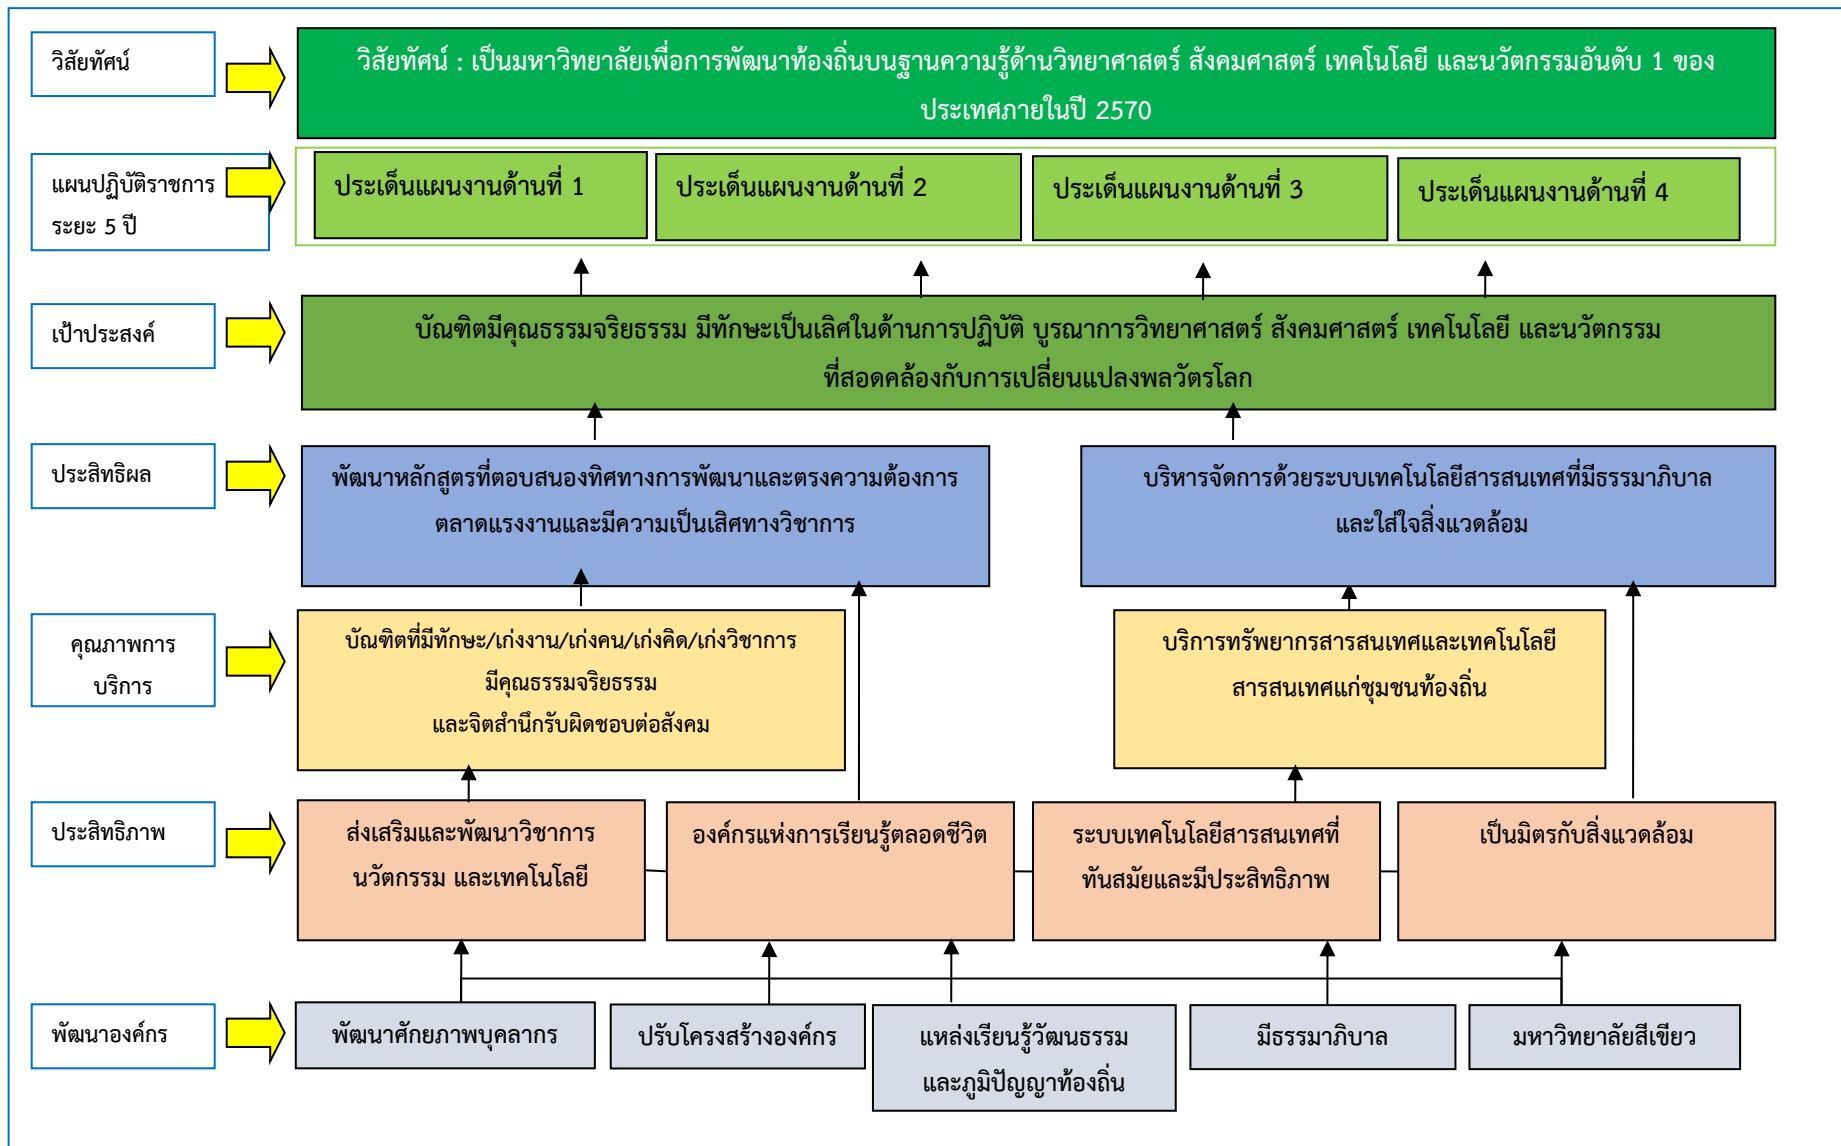 วิสัยทัศน์
วิสัยทัศน์ : เป็นมหาวิทยาลัยเพื่อการพัฒนาท้องถิ่นบนฐานความรู้ด้านวิทยาศาสตร์ สังคมศาสตร์ เทคโนโลยี และนวัตกรรมอันดับ 1 ของ
ประเทศภายในปี 2570
แผนปฏิบัติราชการ
ระยะ 5 ปี
ประเด็นแผนงานด้านที่ 1
ประเด็นแผนงานด้านที่ 2
ประเด็นแผนงานด้านที่ 3
ประเด็นแผนงานด้านที่ 4
เป้าประสงค์
บัณฑิตมีคุณธรรมจริยธรรม มีทักษะเป็นเลิศในด้านการปฏิบัติ บูรณาการวิทยาศาสตร์ สังคมศาสตร์ เทคโนโลยี และนวัตกรรม
ที่สอดคล้องกับการเปลี่ยนแปลงพลวัตรโลก
ประสิทธิผล
พัฒนาหลักสูตรที่ตอบสนองทิศทางการพัฒนาและตรงความต้องการ
ตลาดแรงงานและมีความเป็นเลิศทางวิชาการ
บริหารจัดการด้วยระบบเทคโนโลยีสารสนเทศที่มีธรรมาภิบาล
และใส่ใจสิ่งแวดล้อม
คุณภาพการ
บริการ
บัณฑิตที่มีทักษะ/เก่งงาน/เก่งคน/เก่งคิด/เก่งวิชาการ
มีคุณธรรมจริยธรรม
และจิตสำนึกรับผิดชอบต่อสังคม
บริการทรัพยากรสารสนเทศและเทคโนโลยี
สารสนเทศแก่ชุมชนท้องถิ่น
ประสิทธิภาพ
ส่งเสริมและพัฒนาวิชาการ
นวัตกรรม และเทคโนโลยี
องค์กรแห่งการเรียนรู้ตลอดชีวิต
ระบบเทคโนโลยีสารสนเทศที่
ทันสมัยและมีประสิทธิภาพ
เป็นมิตรกับสิ่งแวดล้อม
พัฒนาองค์กร
พัฒนาศักยภาพบุคลากร
ปรับโครงสร้างองค์กร
แหล่งเรียนรู้วัฒนธรรม
และภูมิปัญญาท้องถิ่น
มีธรรมาภิบาล
มหาวิทยาลัยสีเขียว